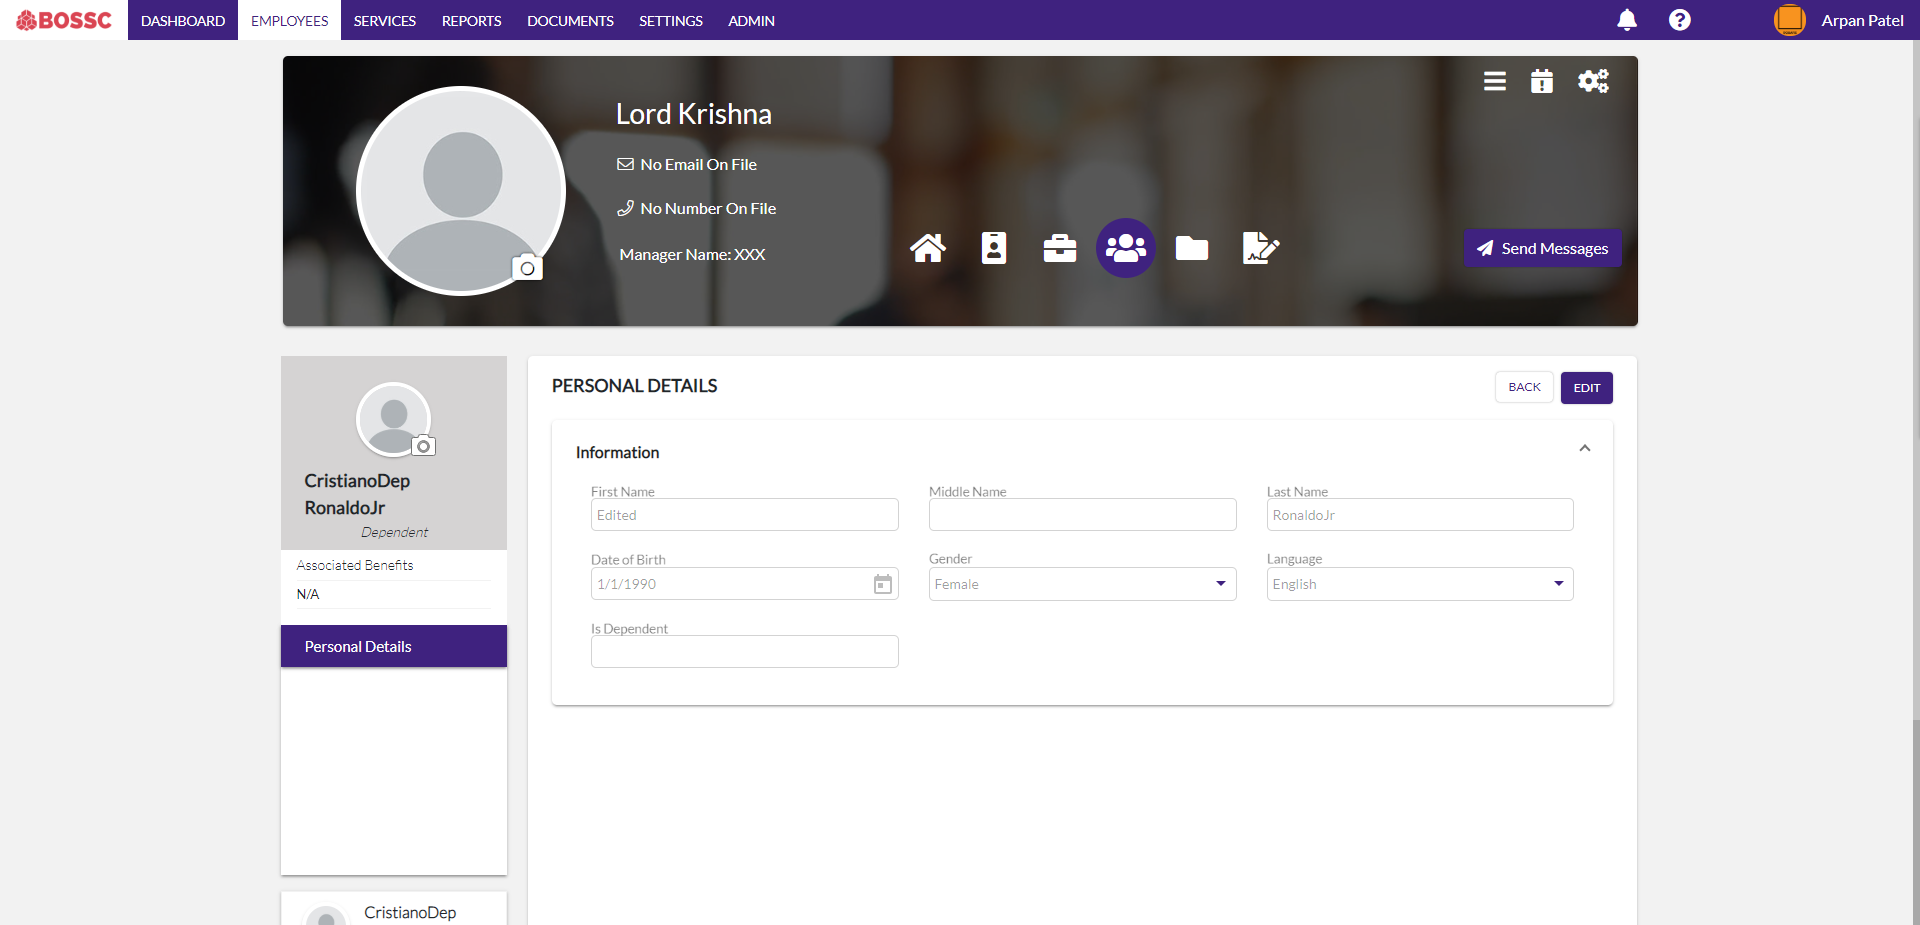 BOSSC
DASHBOARD EMPLOYEES SERVICES REPORTS DOCUMENTS SETTINGS ADMIN
Arpan Patel
Lord Krishna
No Email On File
No Number On File
Manager Name: XXX
Send Messages
CristianoDep
RonaldoJr
Dependent
Associated Benefits
N/A
Personal Details
CristianoDep
PERSONAL DETAILS
BACK EDIT
Information
First Name Middle Name Last Name
Edited RonaldoJr
Date of Birth Gender Language
1/1/1990 Female English
Is Dependent